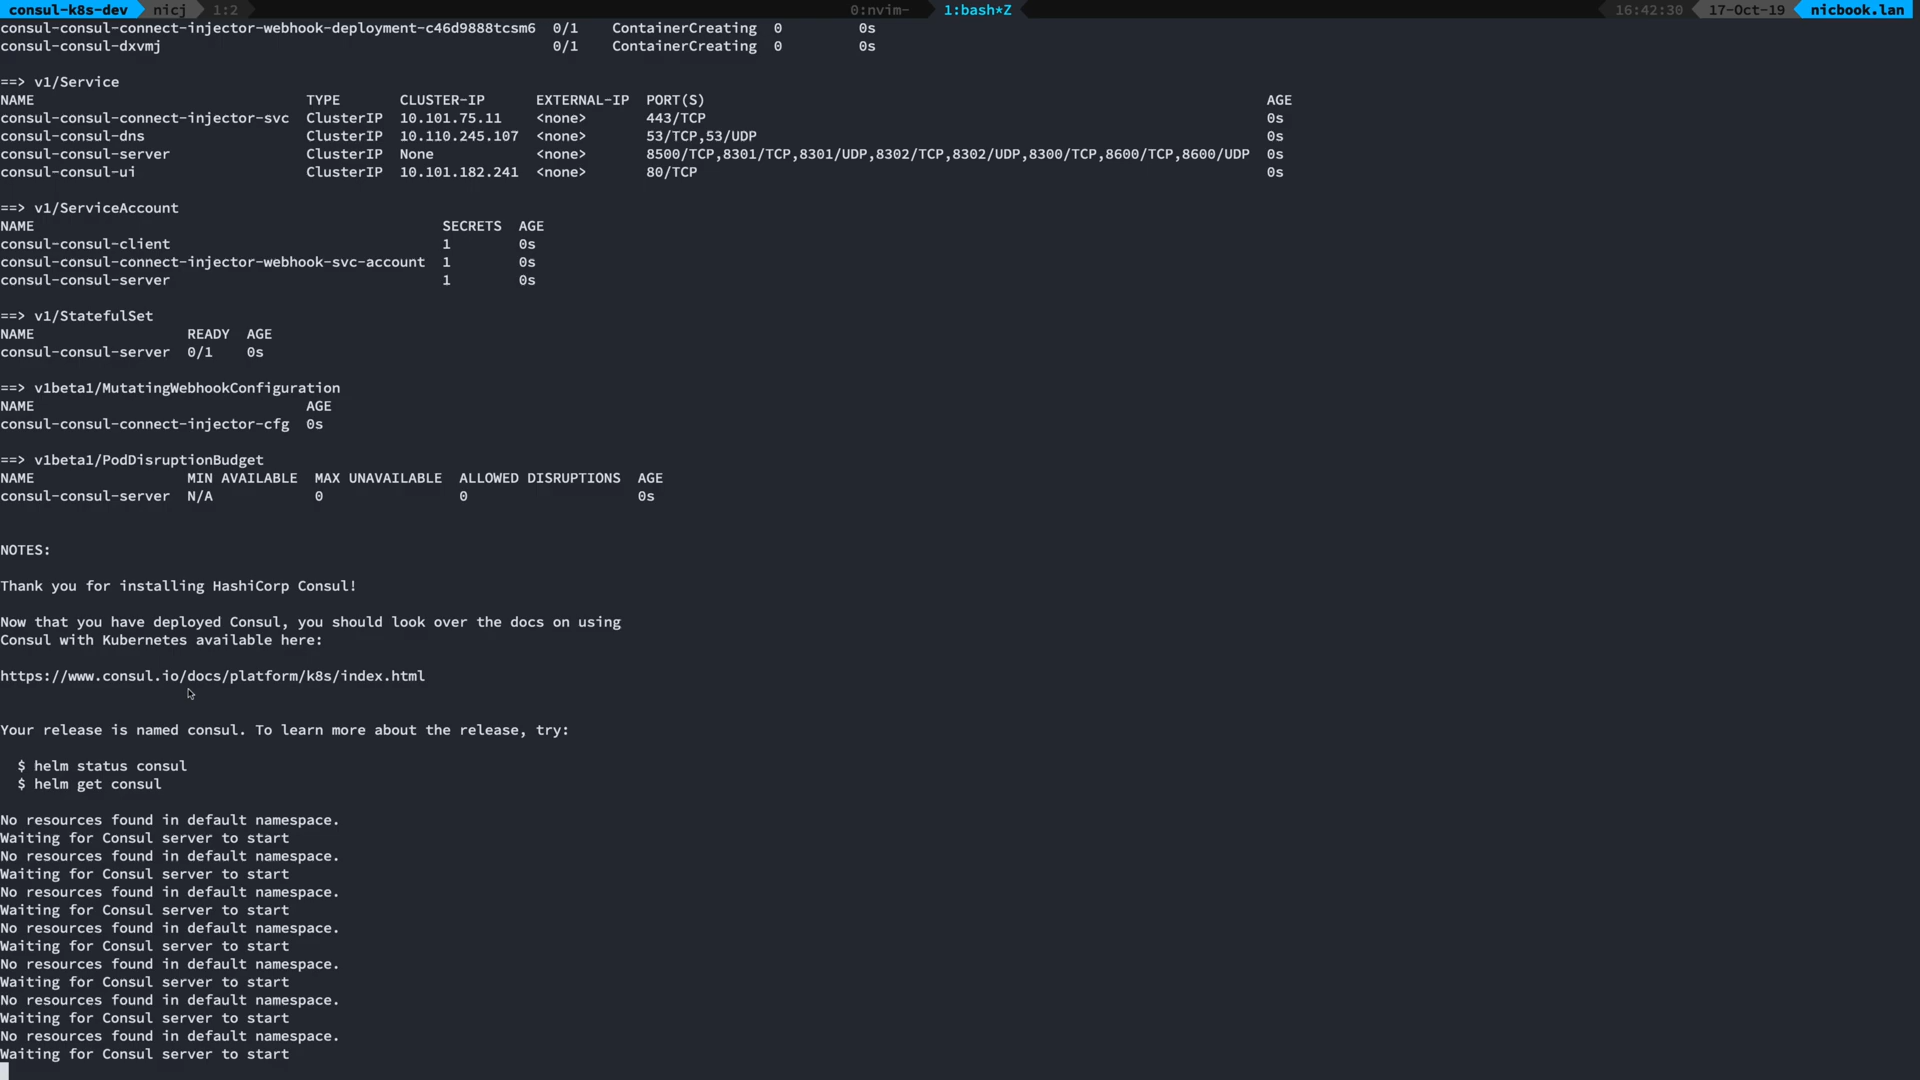 consul-k8s-dev nicj 1:2 0:nvim- 1:bash*Z 16:42:30 17-Oct-19 nicbook.lan
consul-consul-connect-injector-webhook-deployment-c46d9888tcsm6 0/1 ContainerCreating 0 0s
consul-consul-dxvmj 0/1 ContainerCreating 0 0s
==> v1/Service
NAME TYPE CLUSTER-IP EXTERNAL-IP PORT(S) AGE
consul-consul-connect-injector-svc ClusterIP 10.101.75.11 <none> 443/TCP 0s
consul-consul-dns ClusterIP 10.110.245.107 <none> 53/TCP,53/UDP 0s
consul-consul-server ClusterIP None <none> 8500/TCP,8301/TCP,8301/UDP,8302/TCP,8302/UDP,8300/TCP,8600/TCP,8600/UDP 0s
consul-consul-ui ClusterIP 10.101.182.241 <none> 80/TCP 0s
==> v1/ServiceAccount
NAME SECRETS AGE
consul-consul-client 1 0s
consul-consul-connect-injector-webhook-svc-account 1 0s
consul-consul-server 1 0s
==> v1/StatefulSet
NAME READY AGE
consul-consul-server 0/1 0s
==> v1beta1/MutatingWebhookConfiguration
NAME AGE
consul-consul-connect-injector-cfg 0s
==> v1beta1/PodDisruptionBudget
NAME MIN AVAILABLE MAX UNAVAILABLE ALLOWED DISRUPTIONS AGE
consul-consul-server N/A 0 0 0s
NOTES:
Thank you for installing HashiCorp Consul!
Now that you have deployed Consul, you should look over the docs on using
Consul with Kubernetes available here:
https://www.consul.io/docs/platform/k8s/index.html
Your release is named consul. To learn more about the release, try:
$ helm status consul
$ helm get consul
No resources found in default namespace.
Waiting for Consul server to start
No resources found in default namespace.
Waiting for Consul server to start
No resources found in default namespace.
Waiting for Consul server to start
No resources found in default namespace.
Waiting for Consul server to start
No resources found in default namespace.
Waiting for Consul server to start
No resources found in default namespace.
Waiting for Consul server to start
No resources found in default namespace.
Waiting for Consul server to start